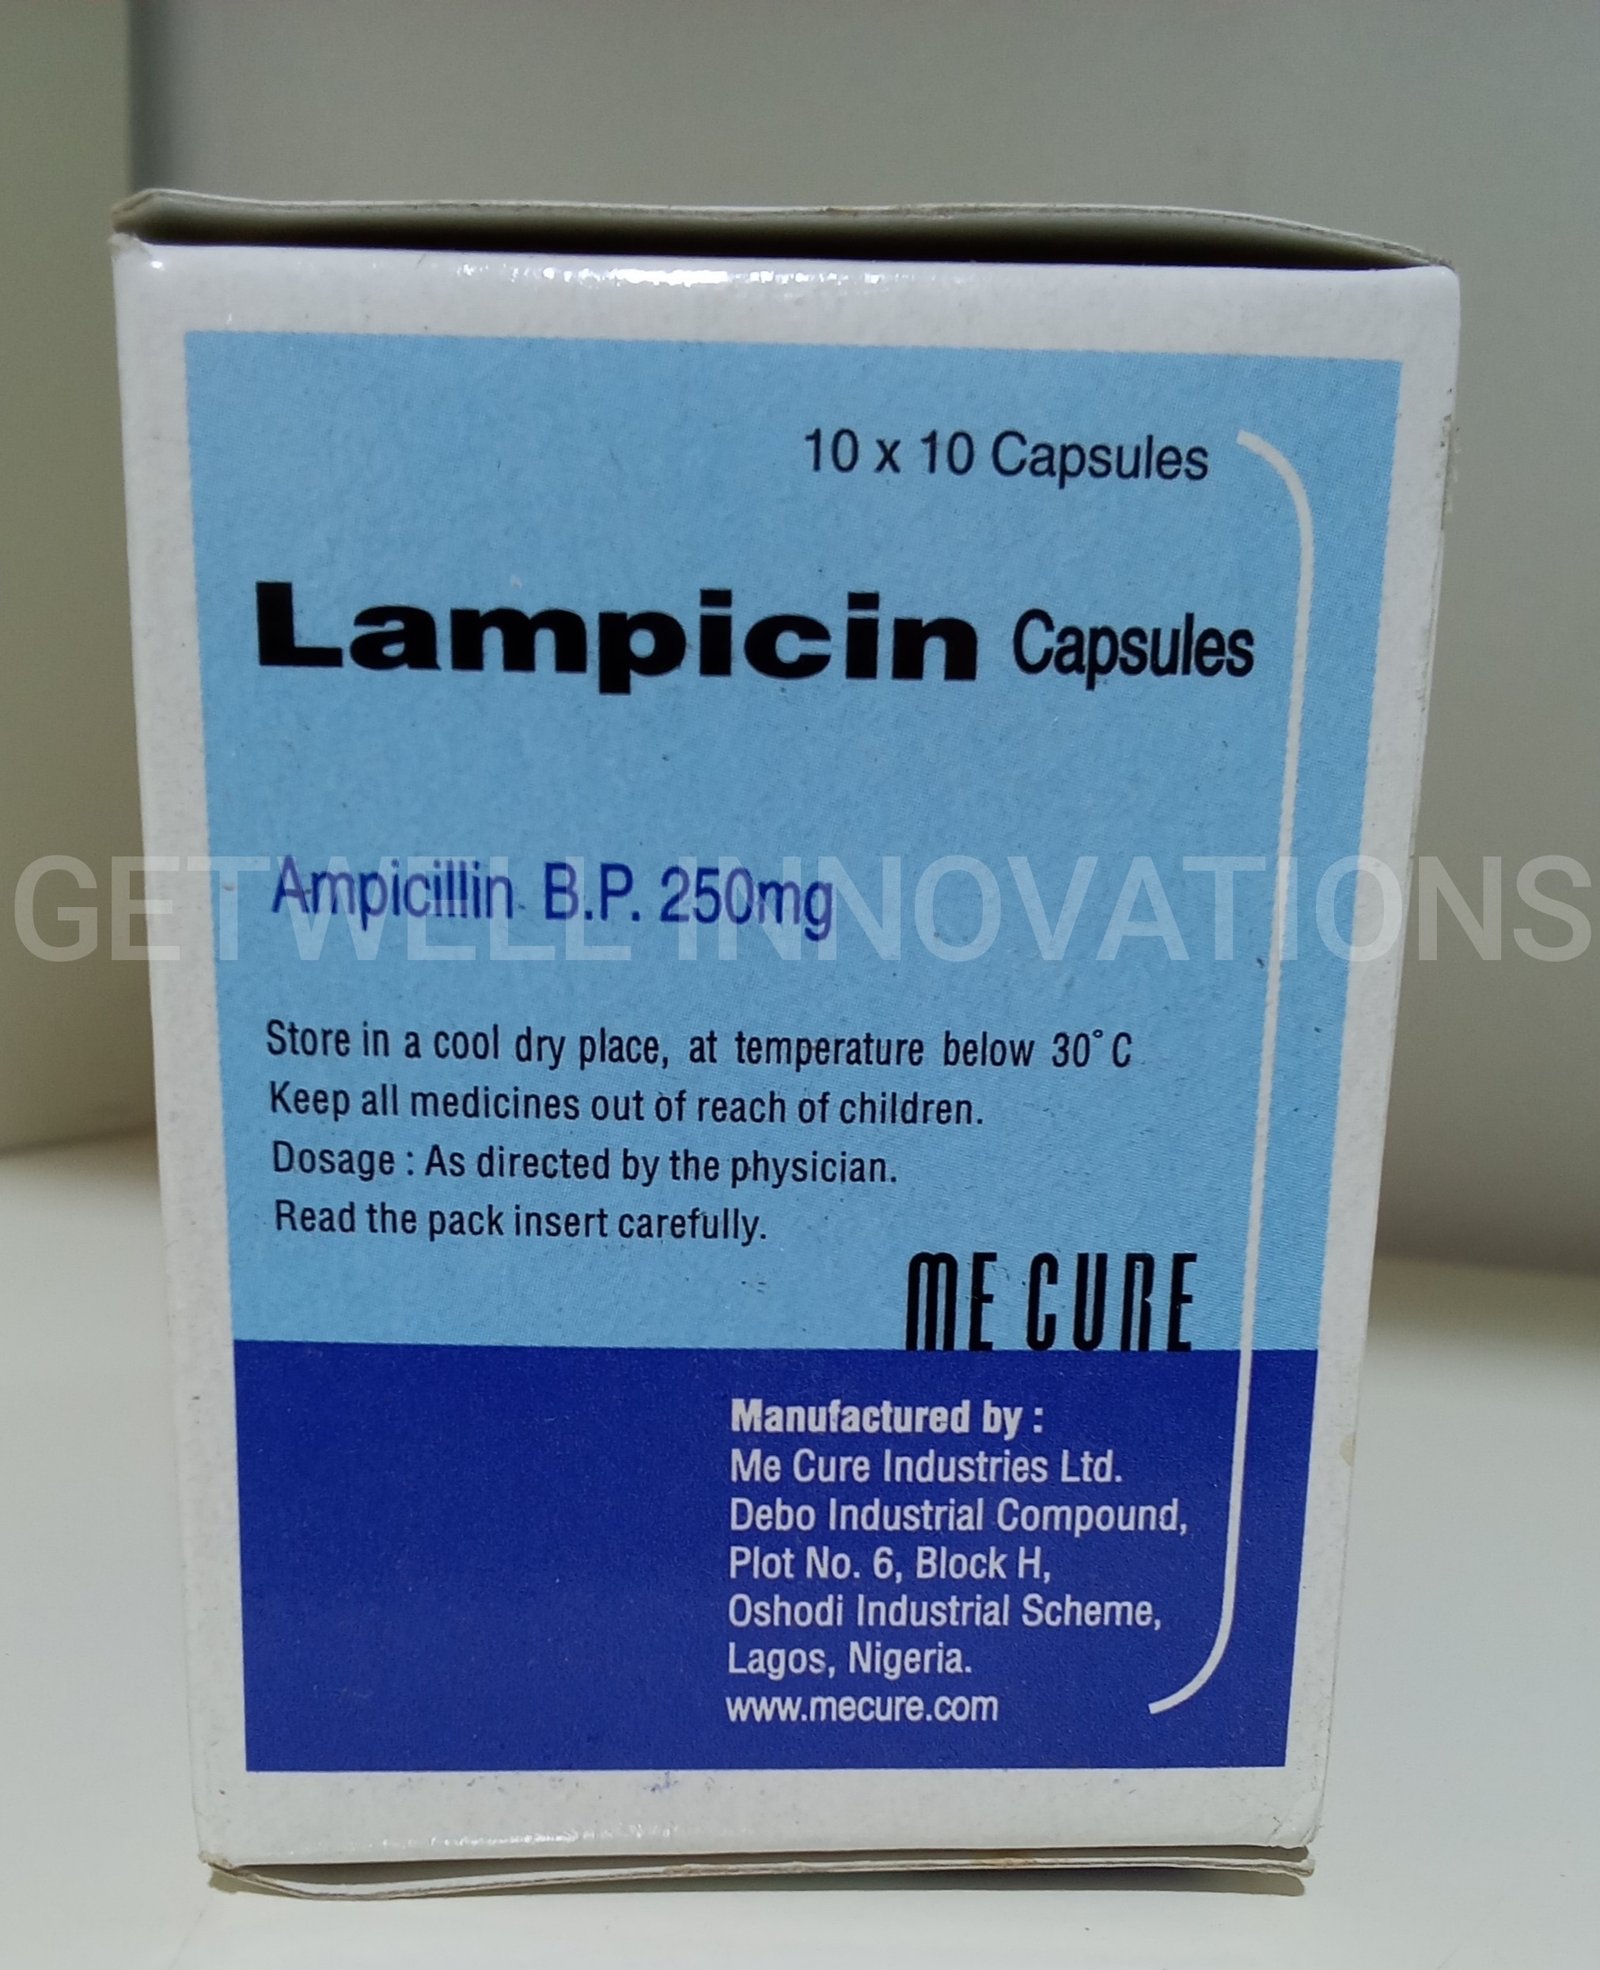 10 x 10 Capsules
Lampicin Capsules
Ampicillin B.P. 250mg
GETWELL INNOVATIONS
Store in a cool dry place, at temperature below 30°C
Keep all medicines out of reach of children.
Dosage : As directed by the physician.
Read the pack insert carefully.
ME CURE
Manufactured by :
Me Cure Industries Ltd.
Debo Industrial Compound,
Plot No. 6, Block H,
Oshodi Industrial Scheme,
Lagos, Nigeria.
www.mecure.com